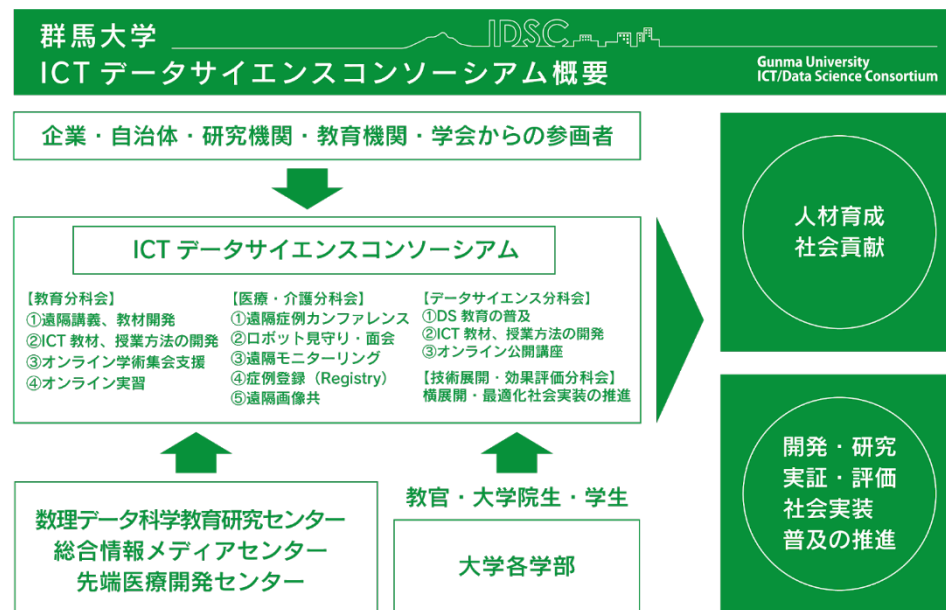 群馬大学
IDSC
ICT データサイエンスコンソーシアム概要
Gunma University
ICT/Data Science Consortium
企業・自治体・研究機関・教育機関・学会からの参画者
ICT データサイエンスコンソーシアム
【教育分科会】
①遠隔講義、教材開発
②ICT 教材、授業方法の開発
③オンライン学術集会支援
④オンライン実習
【医療・介護分科会】
①遠隔症例カンファレンス
②ロボット見守り・面会
③遠隔モニターリング
④症例登録（Registry）
⑤遠隔画像共
【データサイエンス分科会】
①DS 教育の普及
②ICT 教材、授業方法の開発
③オンライン公開講座
【技術展開・効果評価分科会】
横展開・最適化社会実装の推進
数理データ科学教育研究センター
総合情報メディアセンター
先端医療開発センター
教官・大学院生・学生
大学各学部
人材育成
社会貢献
開発・研究
実証・評価
社会実装
普及の推進